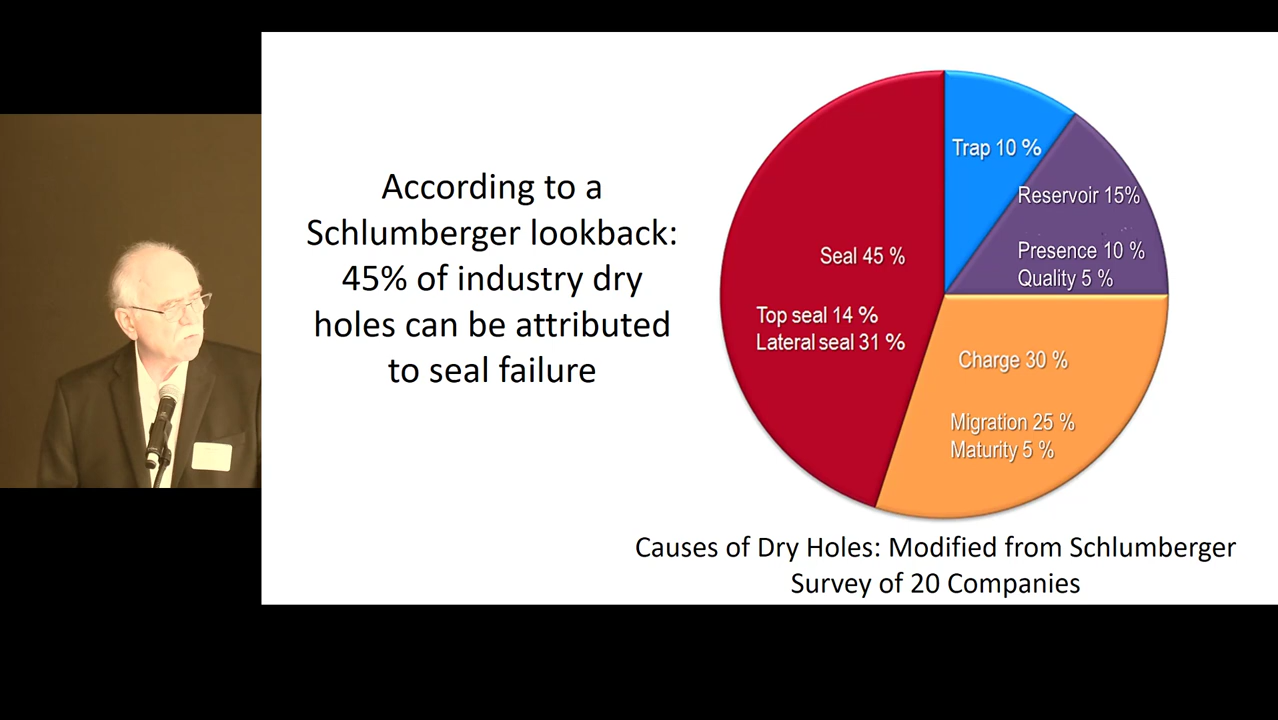 According to a
Schlumberger lookback:
45% of industry dry
holes can be attributed
to seal failure
Trap 10 %
Reservoir 15%
Presence 10 %
Quality 5 %
Seal 45 %
Top seal 14 %
Lateral seal 31 %
Charge 30 %
Migration 25 %
Maturity 5 %
Causes of Dry Holes: Modified from Schlumberger
Survey of 20 Companies